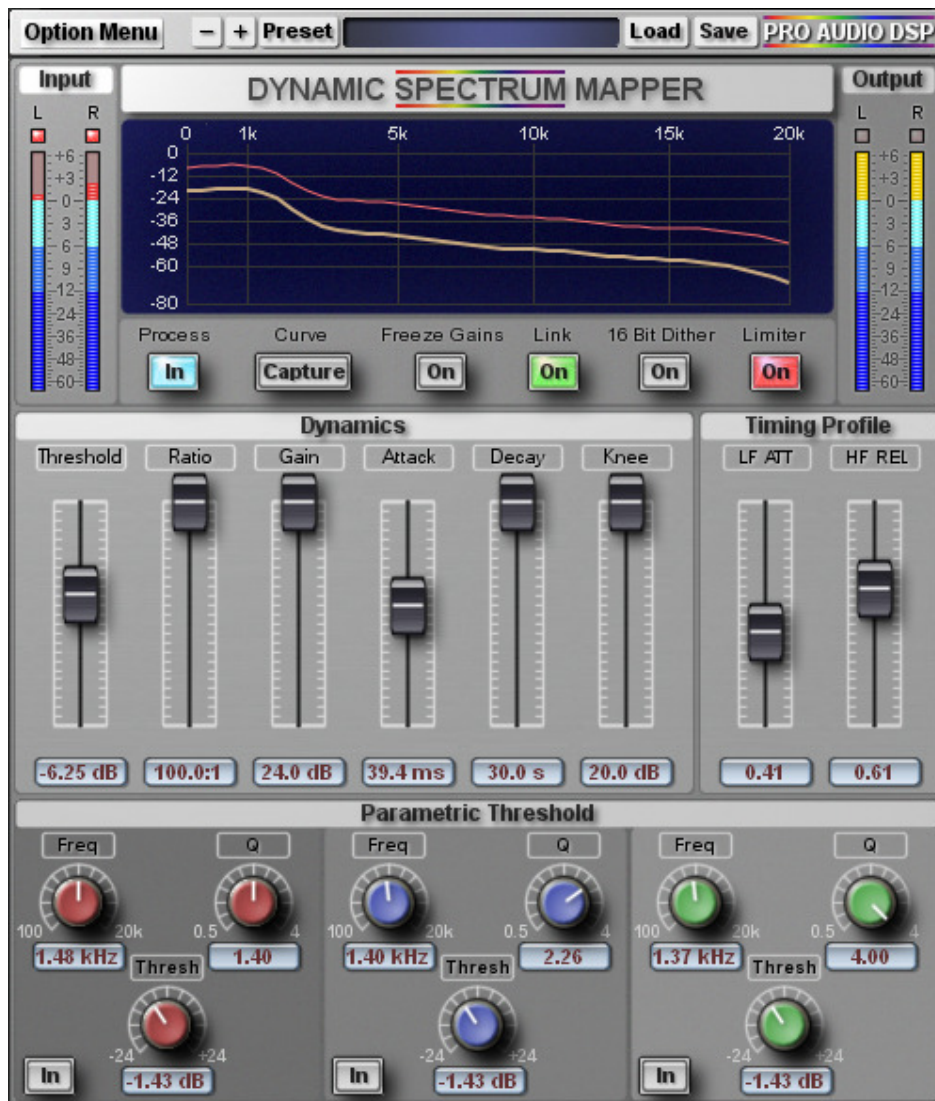 Option Menu − + Preset Load Save PRO AUDIO DSP
Input DYNAMIC SPECTRUM MAPPER Output
L R L R
0 1k 5k 10k 15k 20k
0
-12
-24
-36
-48
-60
-80
+6
+3
0
3
6
9
12
24
36
48
60
+6
+3
0
3
6
9
12
24
36
48
60
Process Curve Freeze Gains Link 16 Bit Dither Limiter
In Capture On On On On
Dynamics Timing Profile
Threshold Ratio Gain Attack Decay Knee LF ATT HF REL
-6.25 dB 100.0:1 24.0 dB 39.4 ms 30.0 s 20.0 dB 0.41 0.61
Parametric Threshold
Freq Q Freq Q Freq Q
100 20k 0.5 4 100 20k 0.5 4 100 20k 0.5 4
1.48 kHz 1.40 1.40 kHz 2.26 1.37 kHz 4.00
Thresh Thresh Thresh
-24 +24 -24 +24 -24 +24
In -1.43 dB In -1.43 dB In -1.43 dB